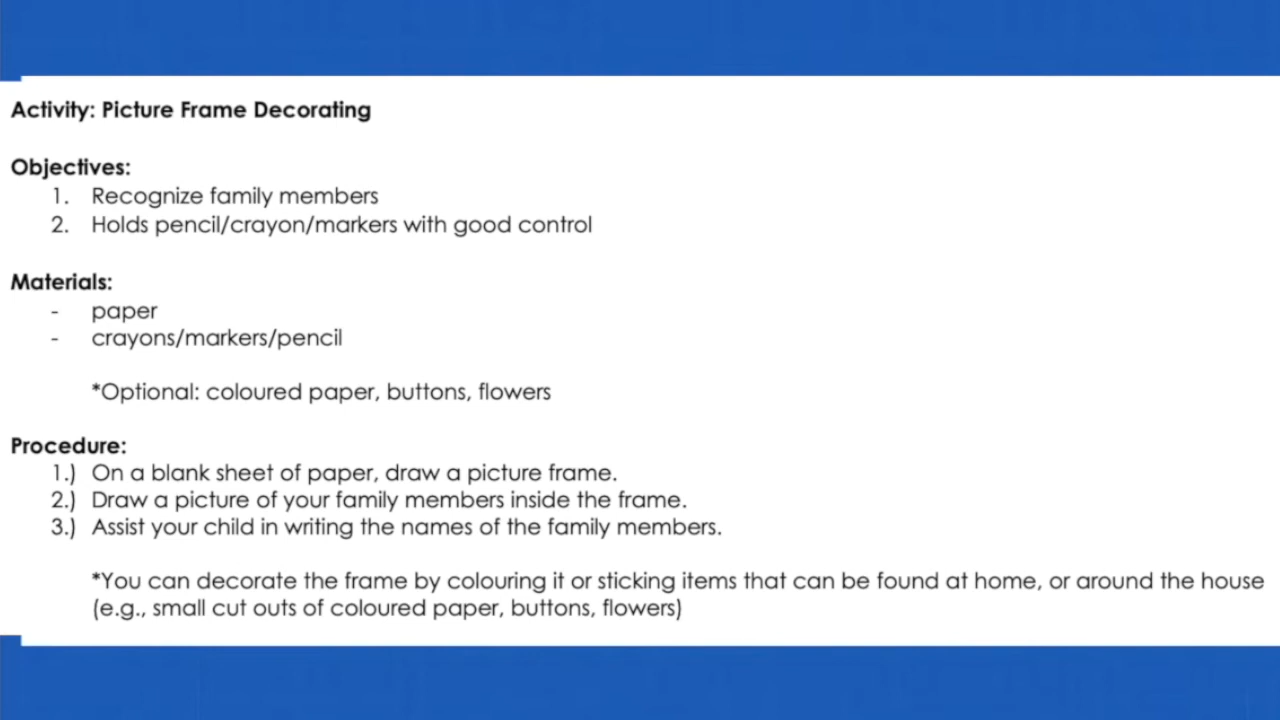 Activity: Picture Frame Decorating
Objectives:
1. Recognize family members
2. Holds pencil/crayon/markers with good control
Materials:
- paper
- crayons/markers/pencil
*Optional: coloured paper, buttons, flowers
Procedure:
1.) On a blank sheet of paper, draw a picture frame.
2.) Draw a picture of your family members inside the frame.
3.) Assist your child in writing the names of the family members.
*You can decorate the frame by colouring it or sticking items that can be found at home, or around the house
(e.g., small cut outs of coloured paper, buttons, flowers)